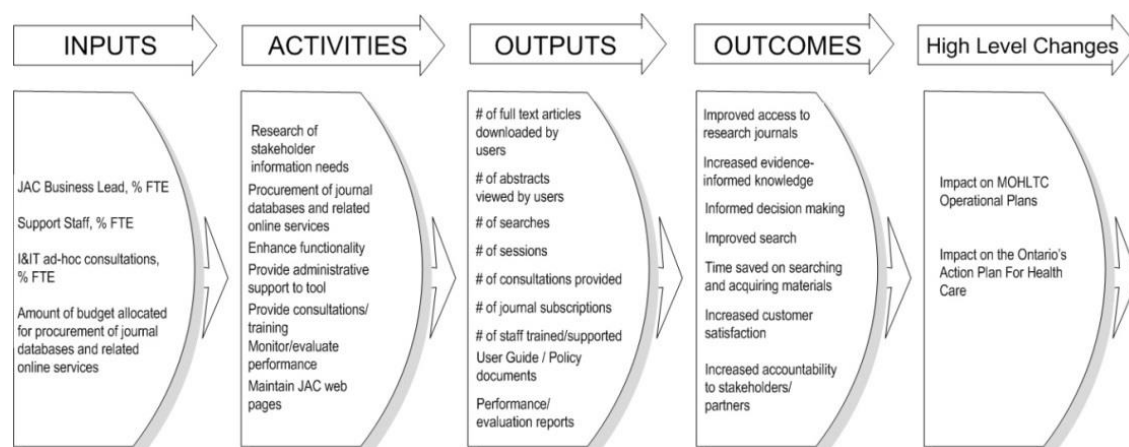 INPUTS
ACTIVITIES
OUTPUTS
OUTCOMES
High Level Changes
JAC Business Lead, % FTE
Support Staff, % FTE
I&IT ad-hoc consultations,
% FTE
Amount of budget allocated
for procurement of journal
databases and related
online services
Research of
stakeholder
information needs
Procurement of journal
databases and related
online services
Enhance functionality
Provide administrative
support to tool
Provide consultations/
training
Monitor/evaluate
performance
Maintain JAC web
pages
# of full text articles
downloaded by
users
# of abstracts
viewed by users
# of searches
# of sessions
# of consultations provided
# of journal subscriptions
# of staff trained/supported
User Guide / Policy
documents
Performance/
evaluation reports
Improved access to
research journals
Increased evidence-
informed knowledge
Informed decision making
Improved search
Time saved on searching
and acquiring materials
Increased customer
satisfaction
Increased accountability
to stakeholders/
partners
Impact on MOHLTC
Operational Plans
Impact on the Ontario's
Action Plan For Health
Care